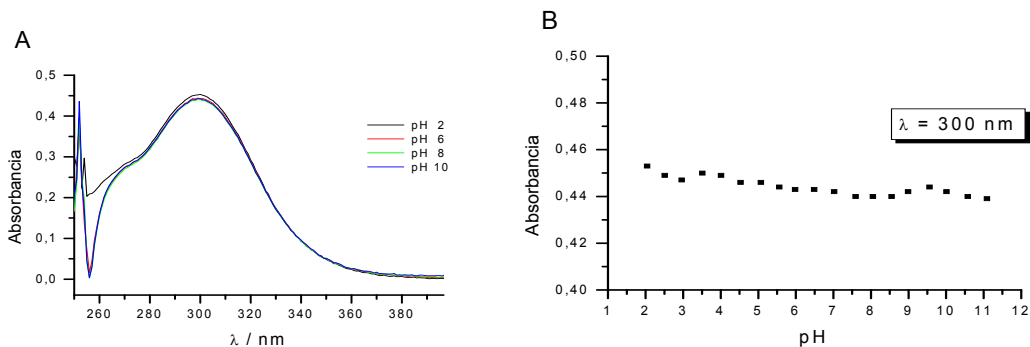 A
Absorbancia
0,5
0,4
0,3
0,2
0,1
0,0
260 280 300 320 340 360 380
λ / nm
pH 2
pH 6
pH 8
pH 10
B
Absorbancia
0,50
0,48
0,46
0,44
0,42
0,40
1 2 3 4 5 6 7 8 9 10 11 12
pH
λ = 300 nm